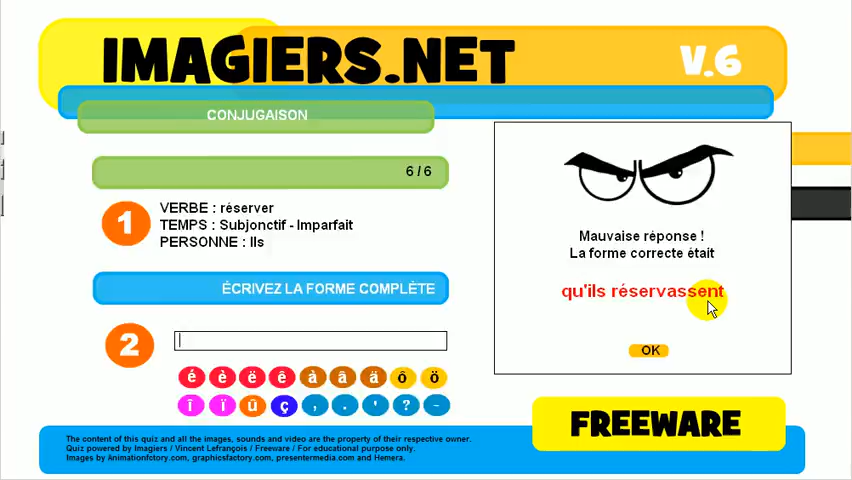 IMAGIERS.NET
V.6
CONJUGAISON
6 / 6
1
VERBE : réserver
TEMPS : Subjonctif - Imparfait
PERSONNE : Ils
Mauvaise réponse !
La forme correcte était
qu'ils réservassent
OK
ÉCRIVEZ LA FORME COMPLÈTE
2
é è ë ê à â ä ô ö
î ï û ç , . ' ? -
FREEWARE
The content of this quiz and all the images, sounds and video are the property of their respective owner.
Quiz powered by Imagiers / Vincent Lefrançois / Freeware / For educational purpose only.
Images by Animationfctory.com, graphicsfactory.com, presentermedia.com and Hemera.